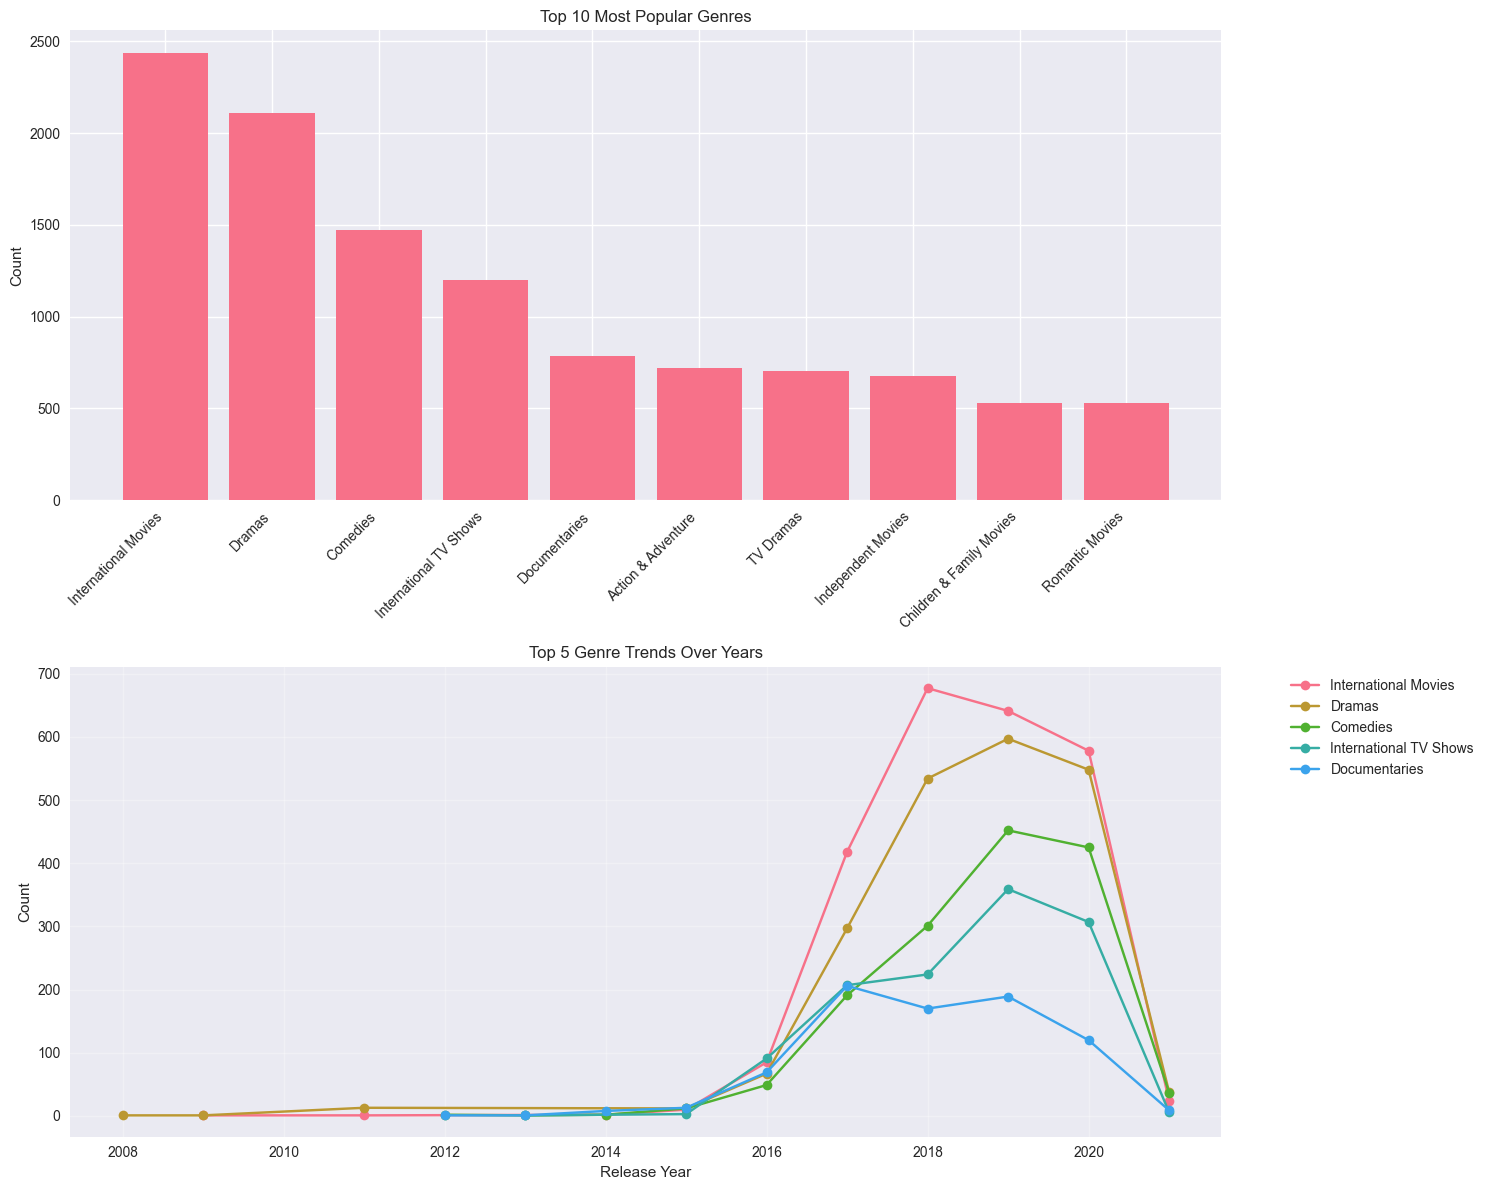 Top 10 Most Popular Genres
2500
2000
1500
1000
500
0
Count
International Movies
Dramas
Comedies
International TV Shows
Documentaries
Action & Adventure
TV Dramas
Independent Movies
Children & Family Movies
Romantic Movies
Top 5 Genre Trends Over Years
700
600
500
400
300
200
100
0
Count
2008
2010
2012
2014
2016
2018
2020
Release Year
International Movies
Dramas
Comedies
International TV Shows
Documentaries